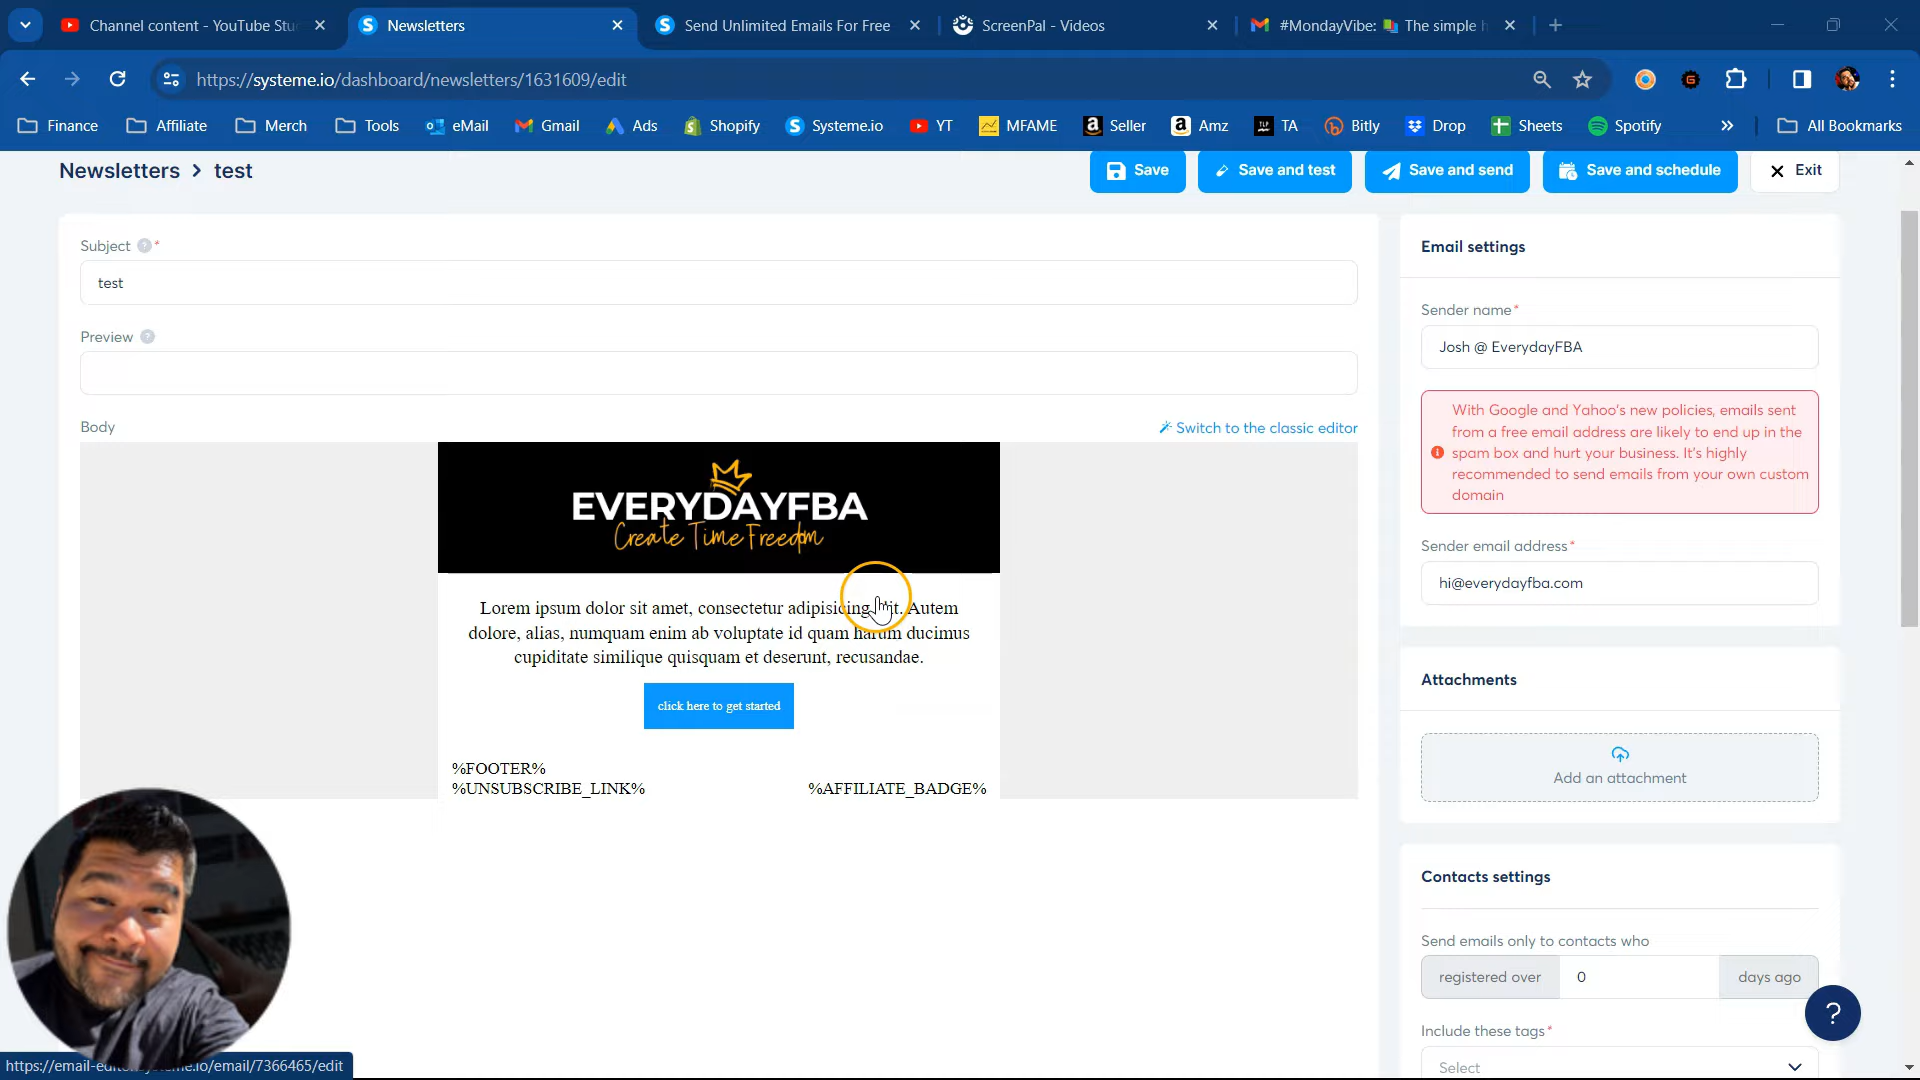 Channel content - YouTube Stu
Newsletters
Send Unlimited Emails For Free
ScreenPal - Videos
#MondayVibe: 📚 The simple h
https://systeme.io/dashboard/newsletters/1631609/edit
Finance
Affiliate
Merch
Tools
eMail
Gmail
Ads
Shopify
Systeme.io
YT
MFAME
Seller
Amz
TA
Bitly
Drop
Sheets
Spotify
All Bookmarks
Newsletters > test
Save
Save and test
Save and send
Save and schedule
Exit
Subject ?*
test
Preview ?
Body
Switch to the classic editor
EVERYDAYFBA
Create Time Freedom
Lorem ipsum dolor sit amet, consectetur adipisicing elit. Autem
dolore, alias, numquam enim ab voluptate id quam harum ducimus
cupiditate similique quisquam et deserunt, recusandae.
click here to get started
%FOOTER%
%UNSUBSCRIBE_LINK%
%AFFILIATE_BADGE%
Email settings
Sender name*
Josh @ EverydayFBA
With Google and Yahoo's new policies, emails sent
from a free email address are likely to end up in the
spam box and hurt your business. It's highly
recommended to send emails from your own custom
domain
Sender email address*
hi@everydayfba.com
Attachments
Add an attachment
Contacts settings
Send emails only to contacts who
registered over
0
days ago
Include these tags*
Select
?
https://email-editor.systeme.io/email/7366465/edit